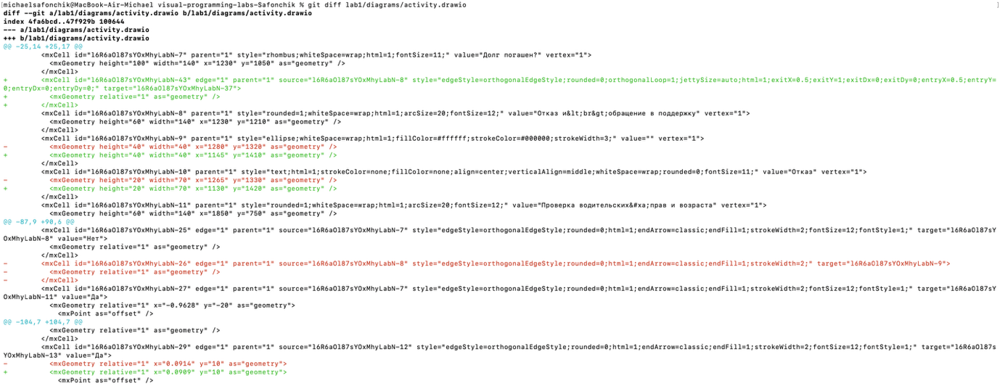 [michaelsafonchik@MacBook-Air-Michael visual-programming-labs-Safonchik % git diff lab1/diagrams/activity.drawio ]
diff --git a/lab1/diagrams/activity.drawio b/lab1/diagrams/activity.drawio
index 4fa6bcd..47f929b 100644
--- a/lab1/diagrams/activity.drawio
+++ b/lab1/diagrams/activity.drawio
@@ -25,14 +25,17 @@
<mxCell id="l6R6aOl87sYOxMhyLabN-7" parent="1" style="rhombus;whiteSpace=wrap;html=1;fontSize=11;" value="Долг погашен?" vertex="1">
<mxGeometry height="100" width="140" x="1230" y="1050" as="geometry" />
</mxCell>
+ <mxCell id="l6R6aOl87sYOxMhyLabN-43" edge="1" parent="1" source="l6R6aOl87sYOxMhyLabN-8" style="edgeStyle=orthogonalEdgeStyle;rounded=0;orthogonalLoop=1;jettySize=auto;html=1;exitX=0.5;exitY=1;exitDx=0;exitDy=0;entryX=0.5;entryY=
0;entryDx=0;entryDy=0;" target="l6R6aOl87sYOxMhyLabN-37">
+ <mxGeometry relative="1" as="geometry" />
+ </mxCell>
<mxCell id="l6R6aOl87sYOxMhyLabN-8" parent="1" style="rounded=1;whiteSpace=wrap;html=1;arcSize=20;fontSize=12;" value="Отказ и&lt;br&gt;обращение в поддержку" vertex="1">
<mxGeometry height="60" width="140" x="1230" y="1210" as="geometry" />
</mxCell>
<mxCell id="l6R6aOl87sYOxMhyLabN-9" parent="1" style="ellipse;whiteSpace=wrap;html=1;fillColor=#ffffff;strokeColor=#000000;strokeWidth=3;" value="" vertex="1">
- <mxGeometry height="40" width="40" x="1280" y="1320" as="geometry" />
+ <mxGeometry height="40" width="40" x="1145" y="1410" as="geometry" />
</mxCell>
<mxCell id="l6R6aOl87sYOxMhyLabN-10" parent="1" style="text;html=1;strokeColor=none;fillColor=none;align=center;verticalAlign=middle;whiteSpace=wrap;rounded=0;fontSize=11;" value="Отказ" vertex="1">
- <mxGeometry height="20" width="70" x="1265" y="1330" as="geometry" />
+ <mxGeometry height="20" width="70" x="1130" y="1420" as="geometry" />
</mxCell>
<mxCell id="l6R6aOl87sYOxMhyLabN-11" parent="1" style="rounded=1;whiteSpace=wrap;html=1;arcSize=20;fontSize=12;" value="Проверка водительских&#xa;прав и возраста" vertex="1">
<mxGeometry height="60" width="140" x="1850" y="750" as="geometry" />
@@ -87,9 +90,6 @@
<mxCell id="l6R6aOl87sYOxMhyLabN-25" edge="1" parent="1" source="l6R6aOl87sYOxMhyLabN-7" style="edgeStyle=orthogonalEdgeStyle;rounded=0;html=1;endArrow=classic;endFill=1;strokeWidth=2;fontSize=12;fontStyle=1;" target="l6R6aOl87sY
OxMhyLabN-8" value="Нет">
<mxGeometry relative="1" as="geometry" />
</mxCell>
- <mxCell id="l6R6aOl87sYOxMhyLabN-26" edge="1" parent="1" source="l6R6aOl87sYOxMhyLabN-8" style="edgeStyle=orthogonalEdgeStyle;rounded=0;html=1;endArrow=classic;endFill=1;strokeWidth=2;" target="l6R6aOl87sYOxMhyLabN-9">
- <mxGeometry relative="1" as="geometry" />
- </mxCell>
<mxCell id="l6R6aOl87sYOxMhyLabN-27" edge="1" parent="1" source="l6R6aOl87sYOxMhyLabN-7" style="edgeStyle=orthogonalEdgeStyle;rounded=0;html=1;endArrow=classic;endFill=1;strokeWidth=2;fontSize=12;fontStyle=1;" target="l6R6aOl87sY
OxMhyLabN-11" value="Да">
<mxGeometry relative="1" x="-0.9628" y="-20" as="geometry">
<mxPoint as="offset" />
@@ -104,7 +104,7 @@
<mxGeometry relative="1" as="geometry" />
</mxCell>
<mxCell id="l6R6aOl87sYOxMhyLabN-29" edge="1" parent="1" source="l6R6aOl87sYOxMhyLabN-12" style="edgeStyle=orthogonalEdgeStyle;rounded=0;html=1;endArrow=classic;endFill=1;strokeWidth=2;fontSize=12;fontStyle=1;" target="l6R6aOl87s
YOxMhyLabN-13" value="Да">
- <mxGeometry relative="1" x="0.0914" y="10" as="geometry">
+ <mxGeometry relative="1" x="0.0909" y="10" as="geometry">
<mxPoint as="offset" />